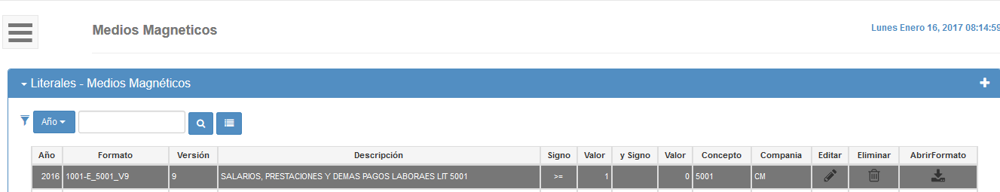 Medios Magneticos
Lunes Enero 16, 2017 08:14:59
Literales - Medios Magnéticos
Año
Año Formato Versión Descripción Signo Valor y Signo Valor Concepto Compania Editar Eliminar AbrirFormato
2016 1001-E_5001_V9 9 SALARIOS, PRESTACIONES Y DEMAS PAGOS LABORAES LIT 5001 >= 1 0 5001 CM